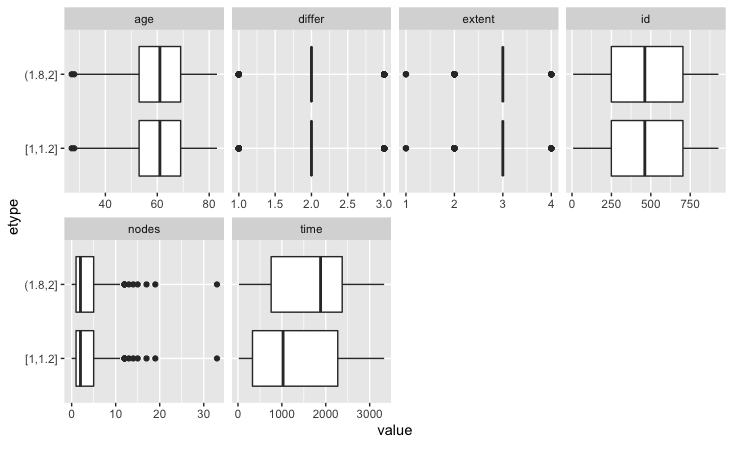 age differ extent id
(1.8,2]
[1,1.2]
40 60 80 1.0 1.5 2.0 2.5 3.0 1 2 3 4 0 250 500 750
etype
nodes time
(1.8,2]
[1,1.2]
0 10 20 30 0 1000 2000 3000
value